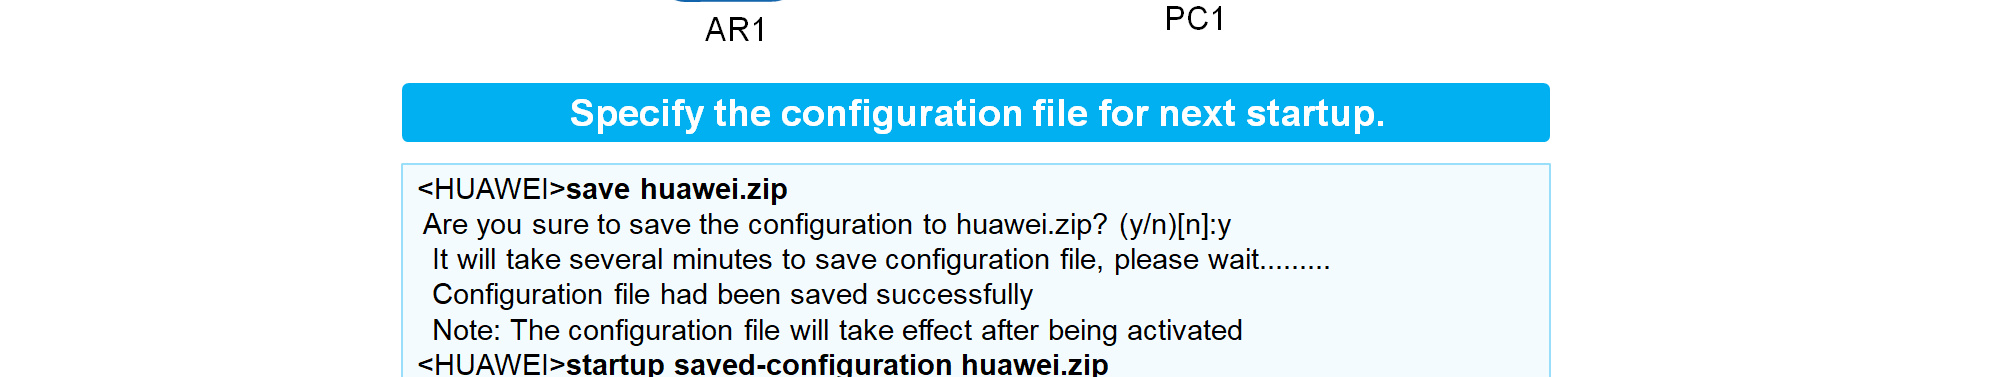 AR1
PC1
Specify the configuration file for next startup.
<HUAWEI>save huawei.zip
Are you sure to save the configuration to huawei.zip? (y/n)[n]:y
It will take several minutes to save configuration file, please wait.........
Configuration file had been saved successfully
Note: The configuration file will take effect after being activated
<HUAWEI>startup saved-configuration huawei.zip